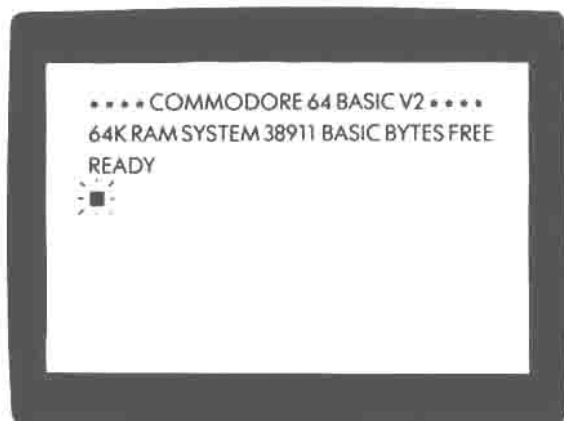 •••• COMMODORE 64 BASIC V2 ••••
64K RAM SYSTEM 38911 BASIC BYTES FREE
READY